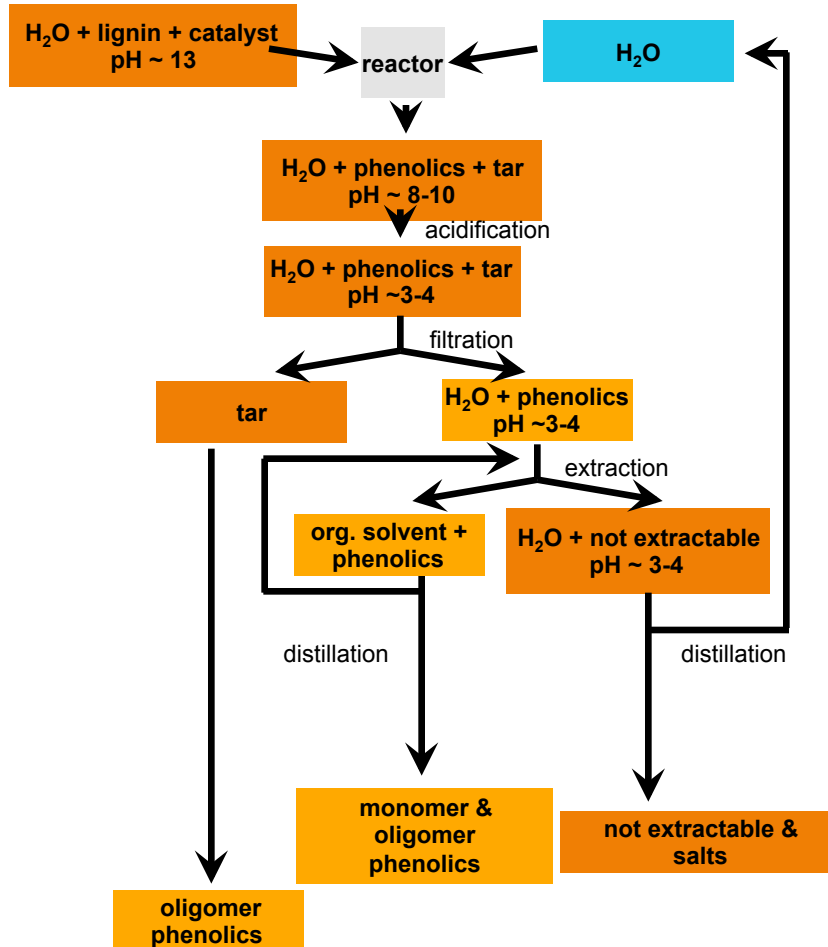 H₂O + lignin + catalyst
pH ~ 13
reactor
H₂O
H₂O + phenolics + tar
pH ~ 8-10
acidification
H₂O + phenolics + tar
pH ~3-4
filtration
tar
H₂O + phenolics
pH ~3-4
extraction
org. solvent +
phenolics
H₂O + not extractable
pH ~ 3-4
distillation
distillation
monomer &
oligomer
phenolics
not extractable &
salts
oligomer
phenolics